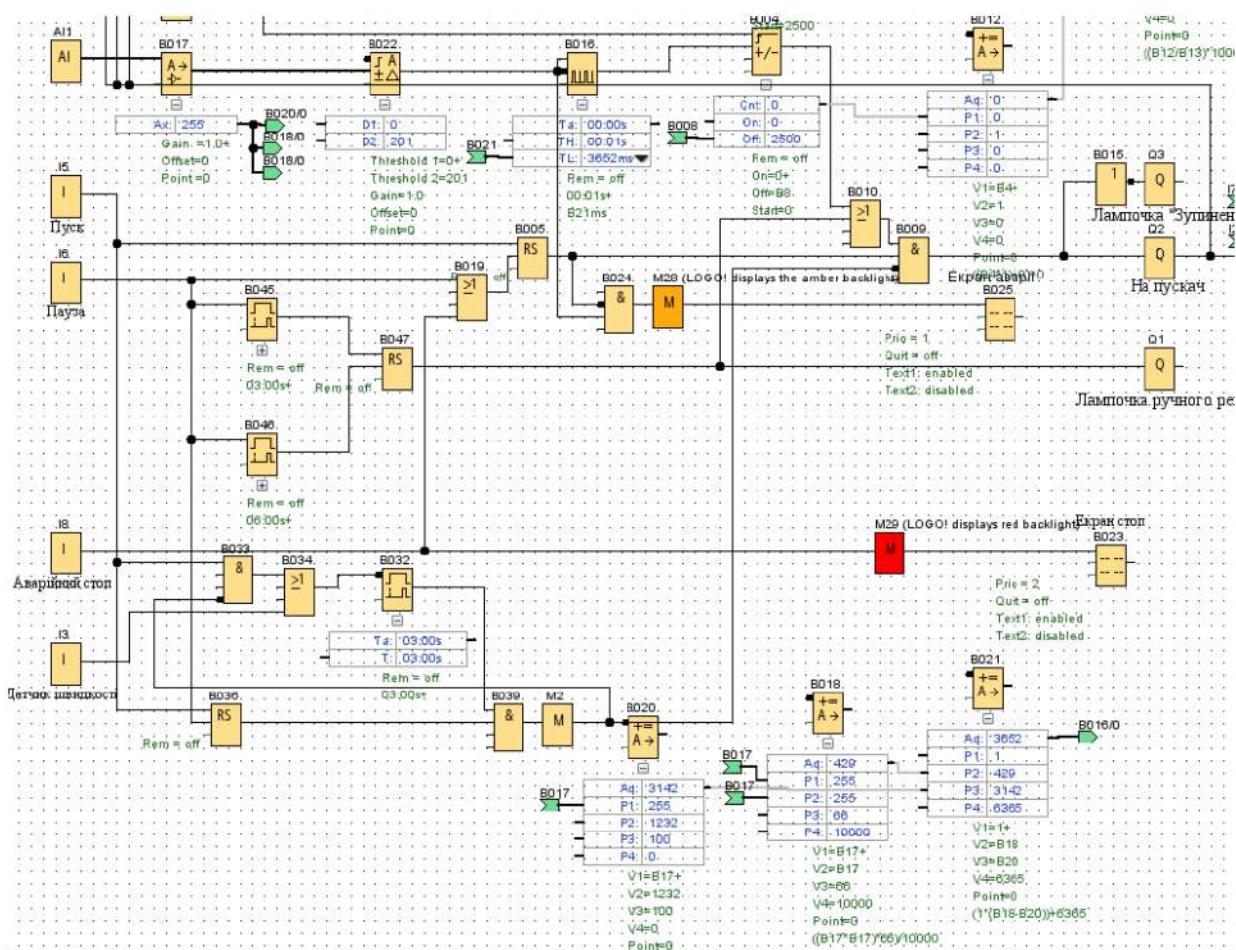 AI1
AI
B017
A→
Ax: 255
Gain =1.0+
Offset=0
Point=0
B020/0
B018/0
B018/0
B022
D1: 0
D2: 201
Threshold 1=0+
Threshold 2=201
Gain=1.0
Offset=0
Point=0
B021
B016
Ta: 00:00s
TH: 00:01s
TL: 3652ms
Rem = off
00:01s+
B21ms
B008
B004
Start=2500
+/-
Cnt: 0
On: 0
Off: 2500
Rem = off
On=0+
Off=B8
Start=0
B012
+=
A→
Aq: 0
P1: 0
P2: 1
P3: 0
P4: 0
V1=B4+
V2=1
V3=0
V4=0
Point=0
V4=0
Point=0
I5
I
Пуск
I6
I
Пауза
B045
Rem = off
03:00s+
B046
Rem = off
06:00s+
B047
RS
Rem = off
B019
>1
B005
RS
B024
&
M28 (LOGO! displays the amber backlight)
M
B010
>1
B009
&
Екран аварії
B025
Prio = 1
Quit = off
Text1: enabled
Text2: disabled
B015
1
Q3
Q
Q2
Q
На пускач
Q1
Q
I8
I
Аварійний стоп
I3
I
Датчик швидкості
B033
&
B034
>1
B032
Ta: 03:00s
T: 03:00s
Rem = off
03:00s+
B036
RS
Rem = off
B039
&
M2
M
M29 (LOGO! displays red backlight)
M
Екран стоп
B023
Prio = 2
Quit = off
Text1: enabled
Text2: disabled
B020
+=
A→
B017
Aq: 3142
P1: 255
P2: 1232
P3: 100
P4: 0
V1=B17+
V2=1232
V3=100
V4=0
Point=0
B018
+=
A→
B017
B017
Aq: 429
P1: 255
P2: 255
P3: 66
P4: 10000
V1=B17+
V2=B17
V3=66
V4=10000
Point=0
((B17*B17)*66)/10000
B021
+=
A→
B016/0
Aq: 3652
P1: 1
P2: 429
P3: 3142
P4: 6365
V1=1+
V2=B18
V3=B20
V4=6365
Point=0
(1*(B18-B20))+6365